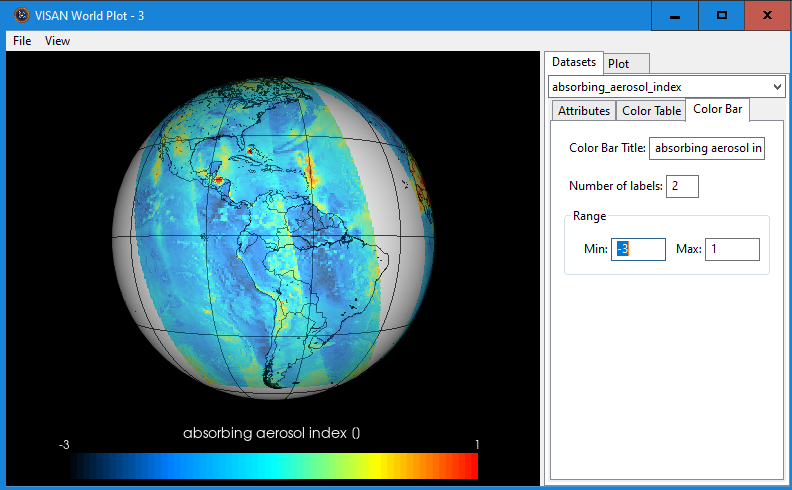 VISAN World Plot - 3
File View
Datasets Plot
absorbing_aerosol_index
Attributes Color Table Color Bar
Color Bar Title: absorbing aerosol in
Number of labels: 2
Range
Min: -3 Max: 1
absorbing aerosol index []
-3 1